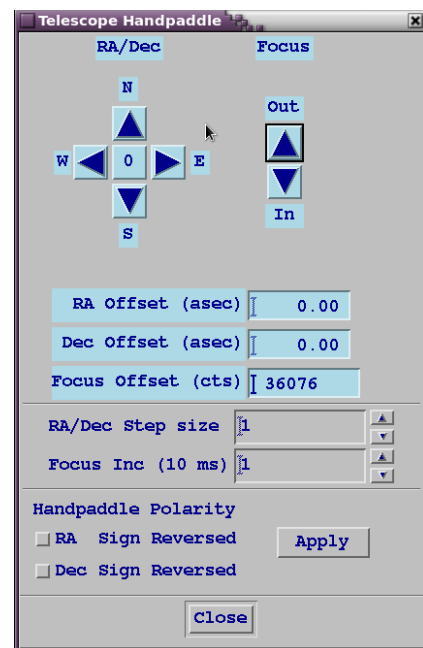 Telescope Handpaddle
RA/Dec Focus
N
Out
W 0 E
In
S
RA Offset (asec) 0.00
Dec Offset (asec) 0.00
Focus Offset (cts) 36076
RA/Dec Step size 1
Focus Inc (10 ms) 1
Handpaddle Polarity
RA Sign Reversed
Apply
Dec Sign Reversed
Close